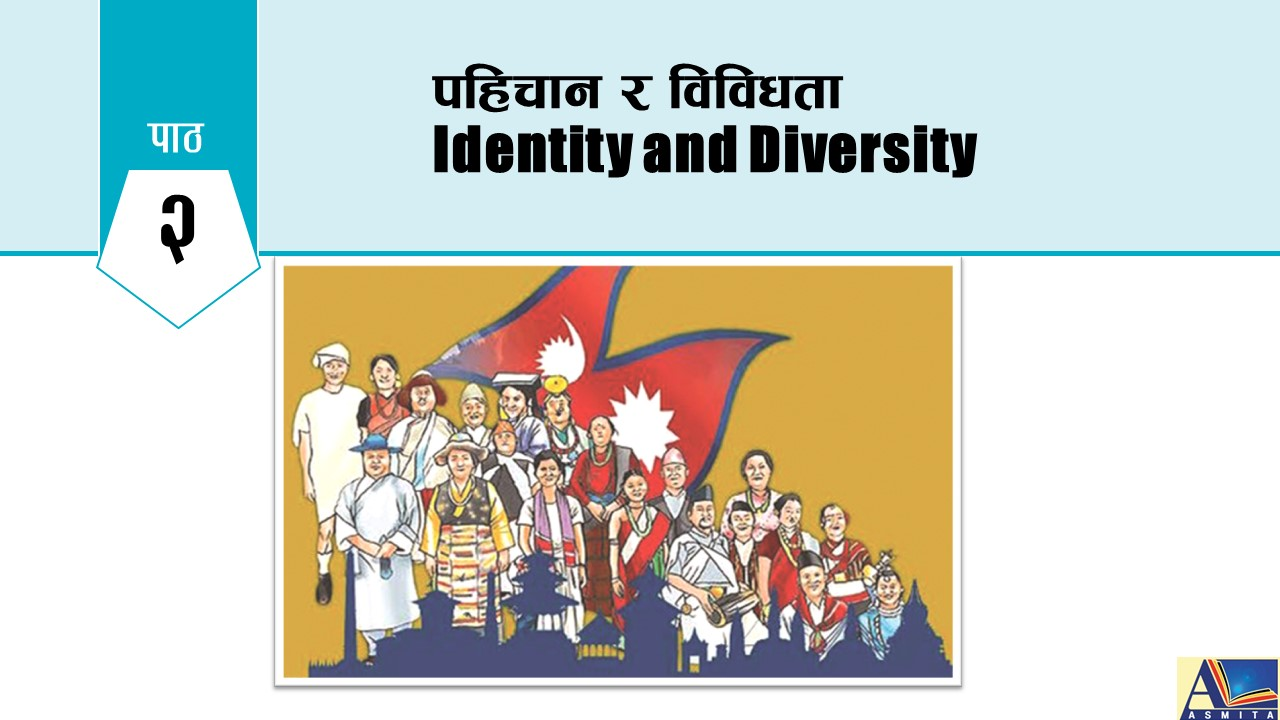 पाठ
२
पहिचान र विविधता
Identity and Diversity
ASMITA